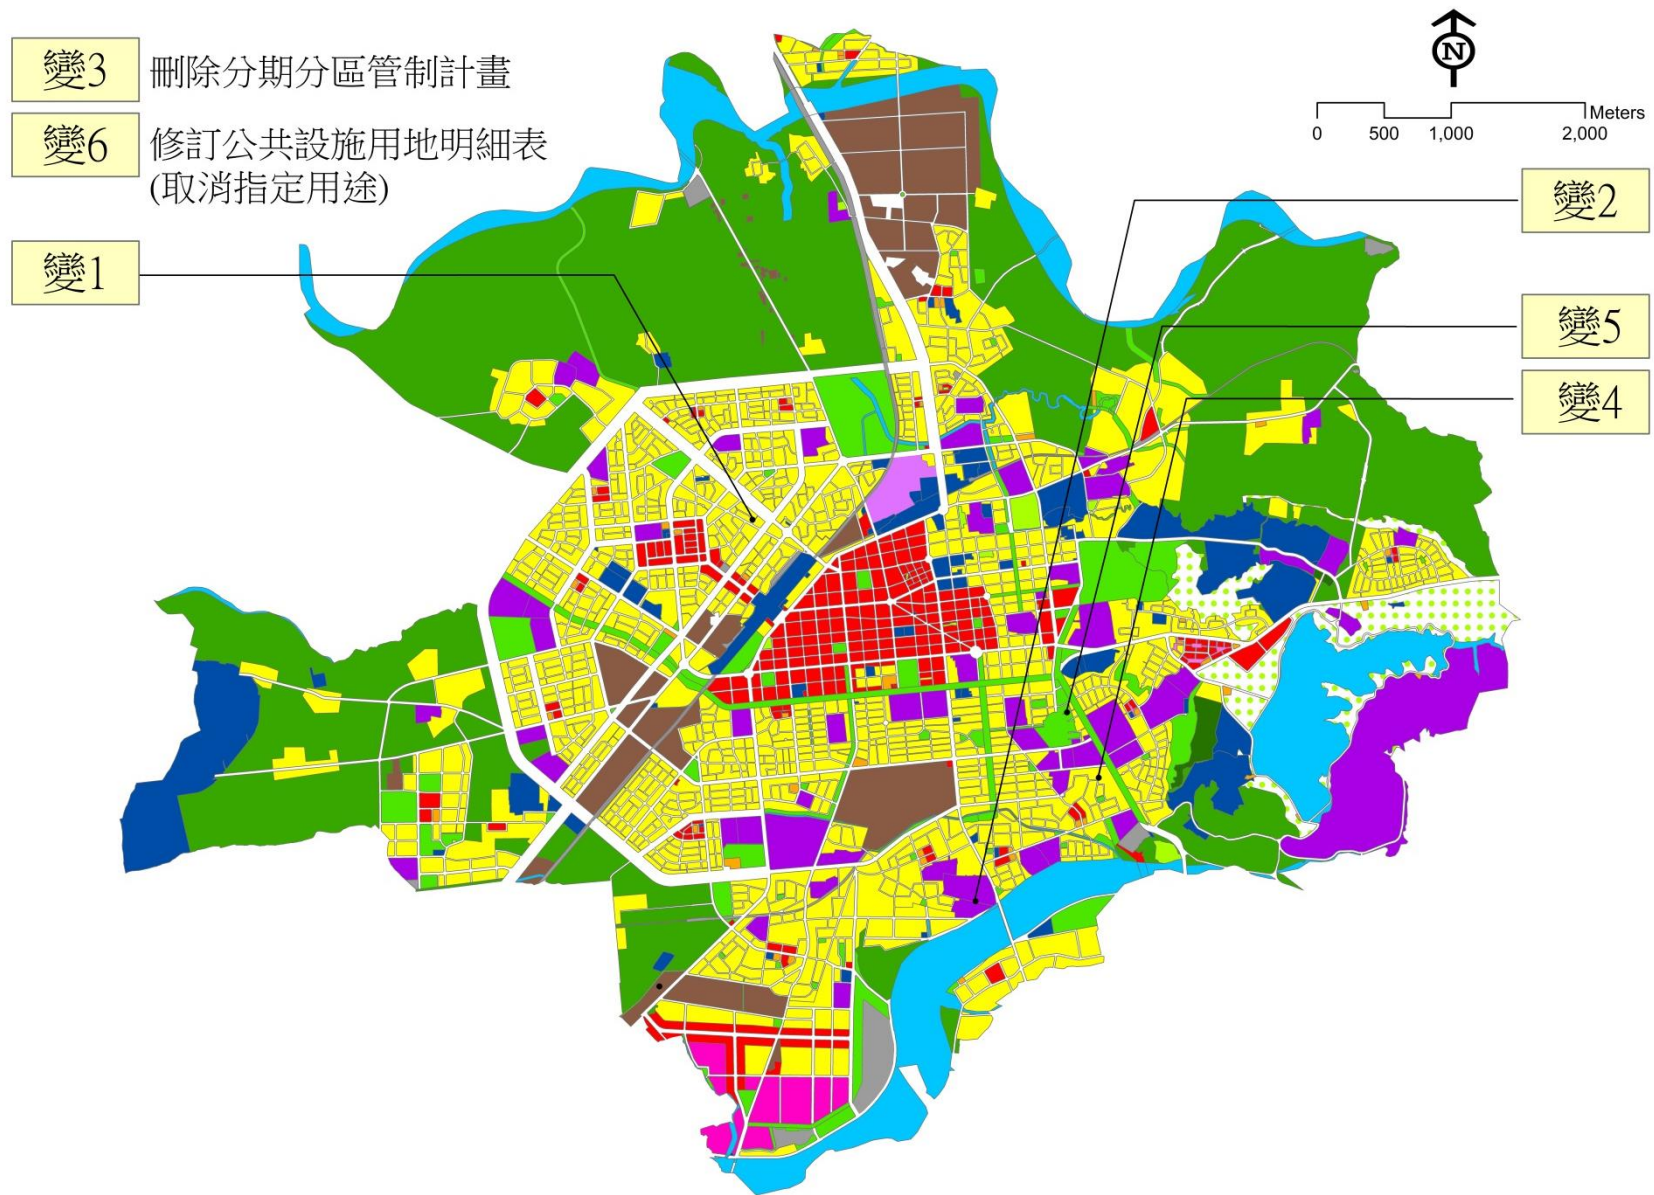 變3 刪除分期分區管制計畫
變6 修訂公共設施用地明細表
(取消指定用途)
變1
N
Meters
0 500 1,000 2,000
變2
變5
變4